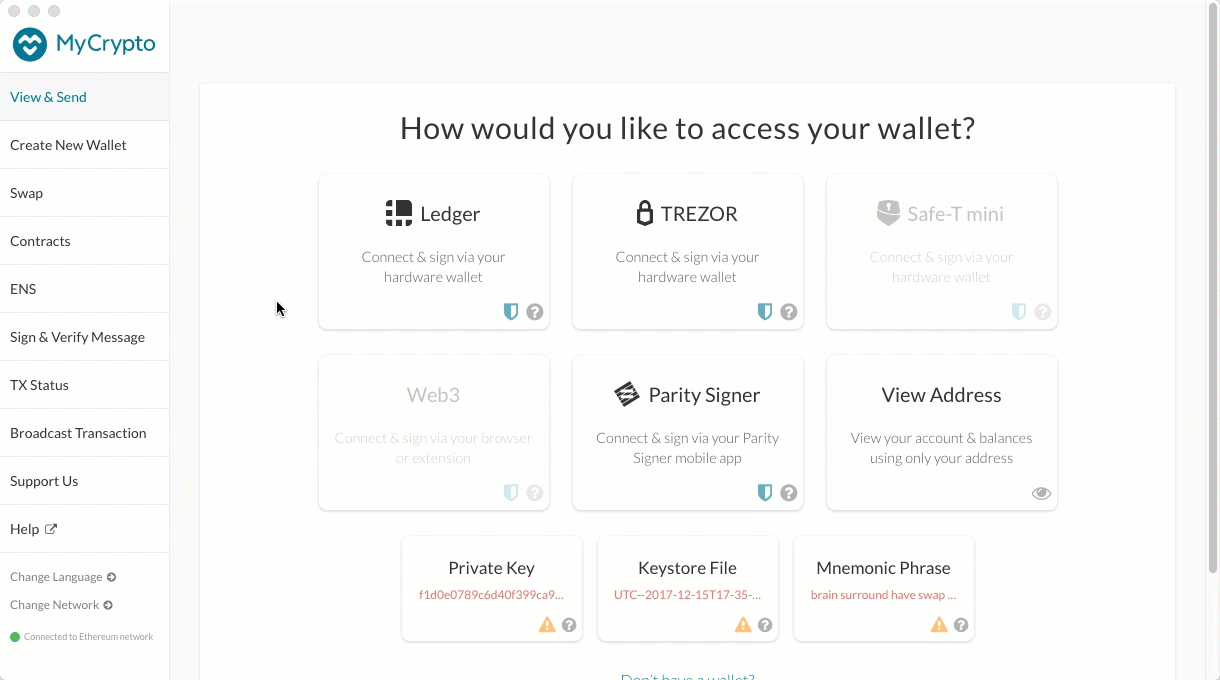 MyCrypto
View & Send
Create New Wallet
Swap
Contracts
ENS
Sign & Verify Message
TX Status
Broadcast Transaction
Support Us
Help
Change Language
Change Network
Connected to Ethereum network
How would you like to access your wallet?
Ledger
Connect & sign via your
hardware wallet
TREZOR
Connect & sign via your
hardware wallet
Safe-T mini
Connect & sign via your
hardware wallet
Web3
Connect & sign via your browser
or extension
Parity Signer
Connect & sign via your Parity
Signer mobile app
View Address
View your account & balances
using only your address
Private Key
f1d0e0789c6d40f399ca9...
Keystore File
UTC--2017-12-15T17-35-...
Mnemonic Phrase
brain surround have swap ...
Don't have a wallet?